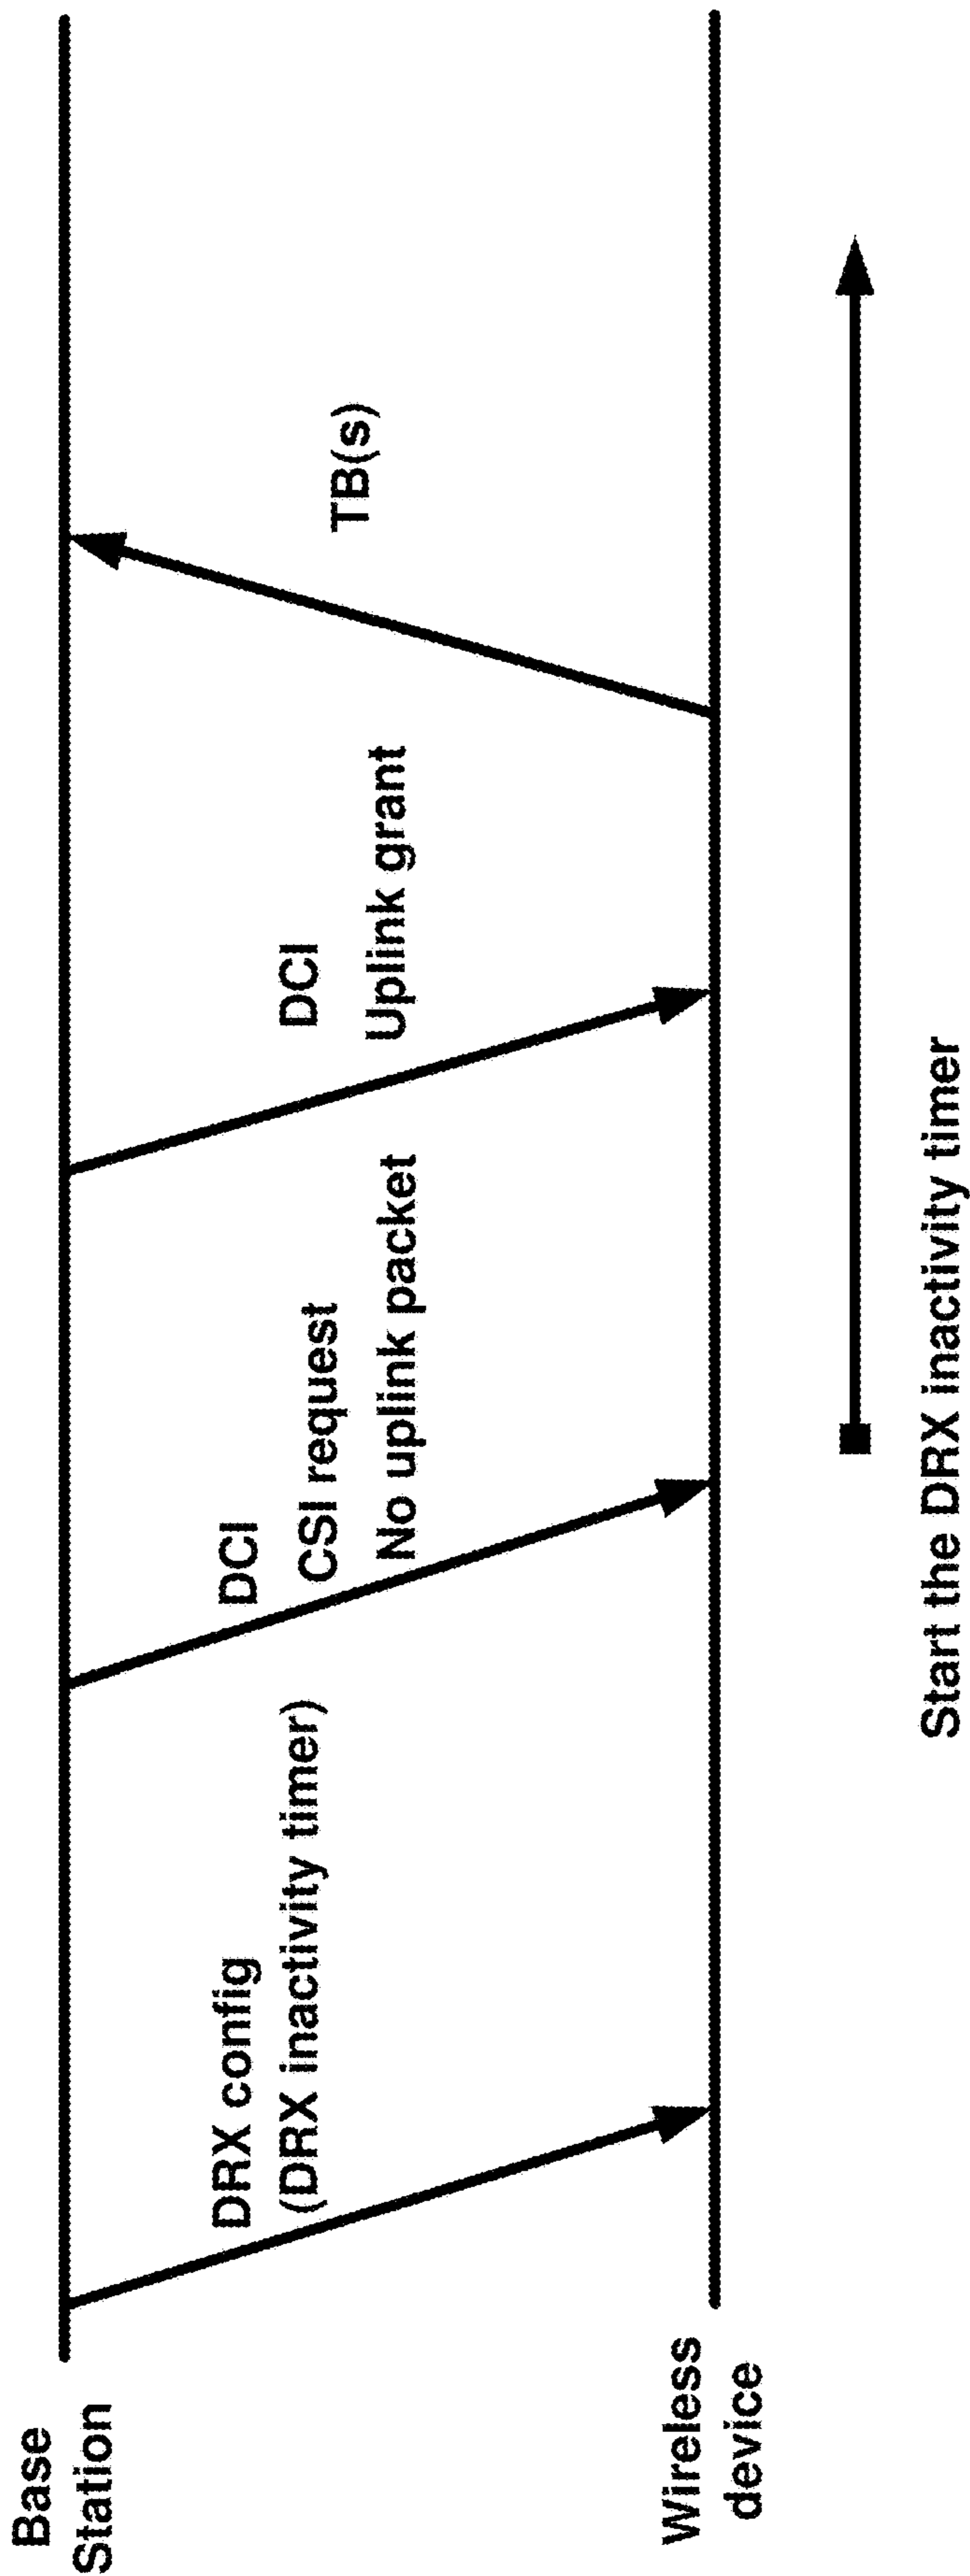 Base
Station
DRX config
(DRX inactivity timer)
DCI
CSI request
No uplink packet
DCI
Uplink grant
TB(s)
Wireless
device
Start the DRX inactivity timer